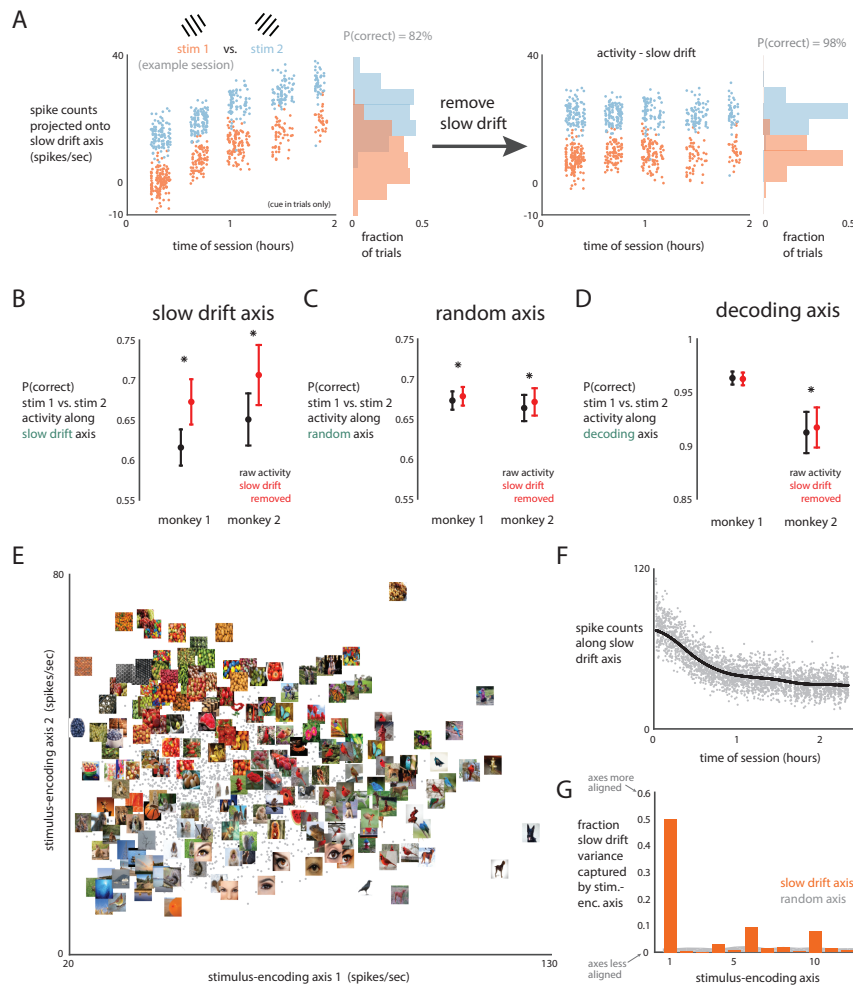 A
stim 1 vs. stim 2
(example session)
P(correct) = 82%
activity - slow drift
P(correct) = 98%
40
spike counts
projected onto
slow drift axis
(spikes/sec)
0
-10
(cue in trials only)
0 1 2
time of session (hours)
0 0.5
fraction
of trials
remove
slow drift
40
0
-10
0 1 2
time of session (hours)
0 0.5
fraction
of trials
B
slow drift axis
0.75
0.7
0.65
0.6
0.55
*
*
P(correct)
stim 1 vs. stim 2
activity along
slow drift axis
raw activity
slow drift
removed
monkey 1 monkey 2
C
random axis
0.75
0.7
0.65
0.6
0.55
*
*
P(correct)
stim 1 vs. stim 2
activity along
random axis
raw activity
slow drift
removed
monkey 1 monkey 2
D
decoding axis
1
0.95
0.9
0.85
*
P(correct)
stim 1 vs. stim 2
activity along
decoding axis
raw activity
slow drift
removed
monkey 1 monkey 2
E
80
stimulus-encoding axis 2 (spikes/sec)
0
20 130
stimulus-encoding axis 1 (spikes/sec)
F
120
spike counts
along slow
drift axis
0
0 1 2
time of session (hours)
G
axes more
aligned
0.6
0.5
0.4
0.3
0.2
0.1
0
fraction
slow drift
variance
captured
by stim.-
enc. axis
slow drift axis
random axis
axes less
aligned
1 5 10
stimulus-encoding axis